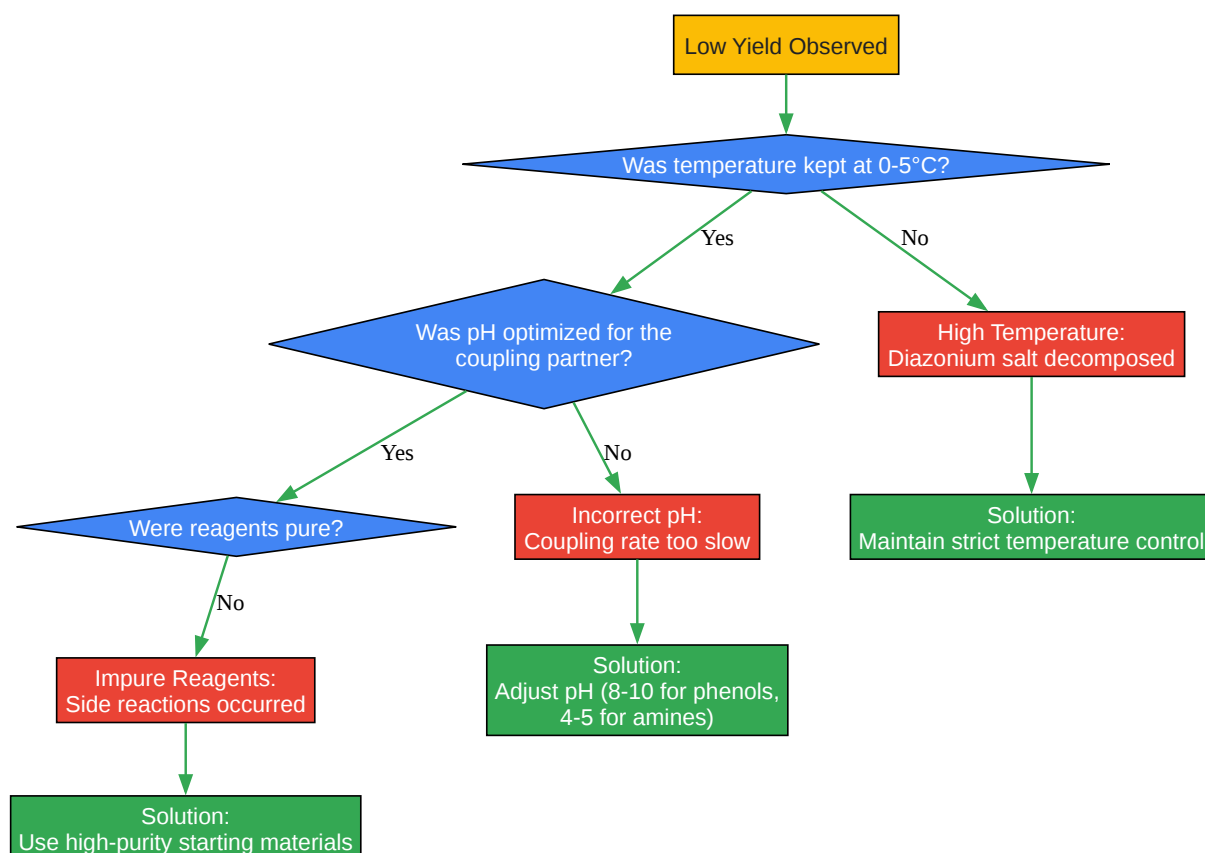 Low Yield Observed
Was temperature kept at 0-5°C?
Yes
No
Was pH optimized for the
coupling partner?
High Temperature:
Diazonium salt decomposed
Yes
No
Were reagents pure?
Incorrect pH:
Coupling rate too slow
Solution:
Maintain strict temperature control
No
Impure Reagents:
Side reactions occurred
Solution:
Adjust pH (8-10 for phenols,
4-5 for amines)
Solution:
Use high-purity starting materials